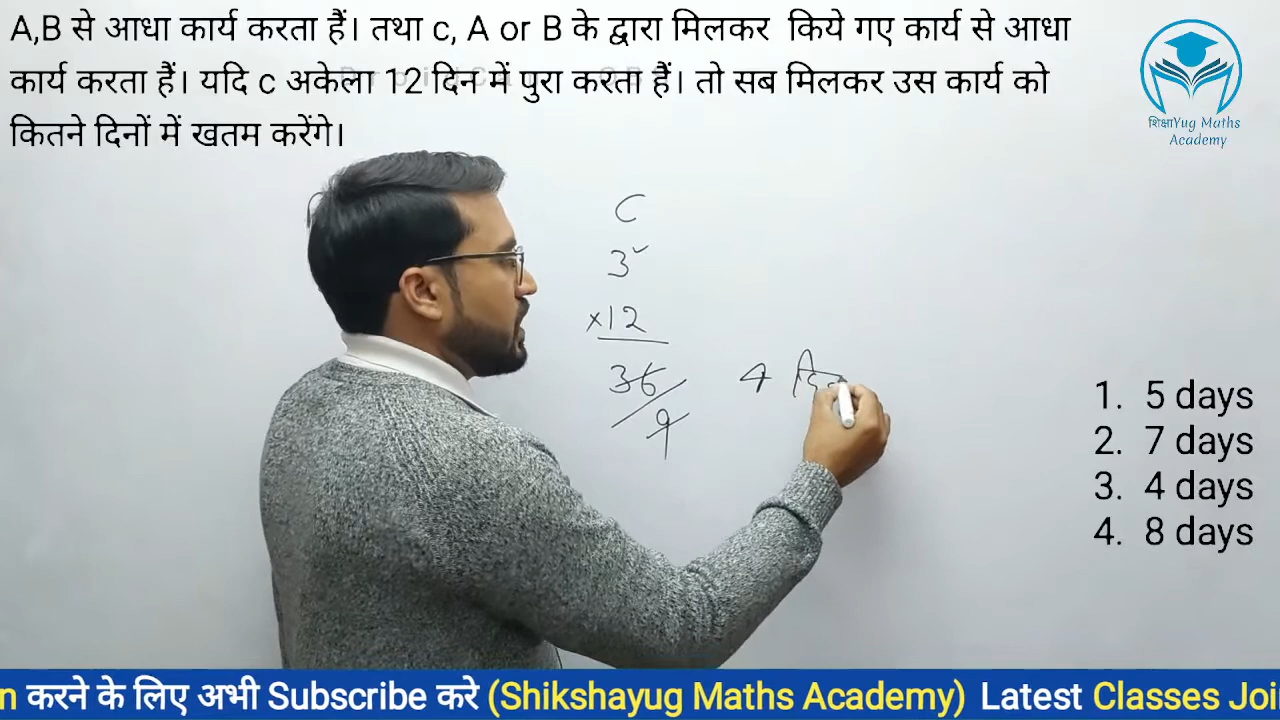 A,B से आधा कार्य करता हैं। तथा c, A or B के द्वारा मिलकर किये गए कार्य से आधा
कार्य करता हैं। यदि c अकेला 12 दिन में पुरा करता हैं। तो सब मिलकर उस कार्य को
कितने दिनों में खतम करेंगे।
शिक्षाYug Maths
Academy
C
3
×12
36
9
4
1. 5 days
2. 7 days
3. 4 days
4. 8 days
n करने के लिए अभी Subscribe करे (Shikshayug Maths Academy) Latest Classes Joi